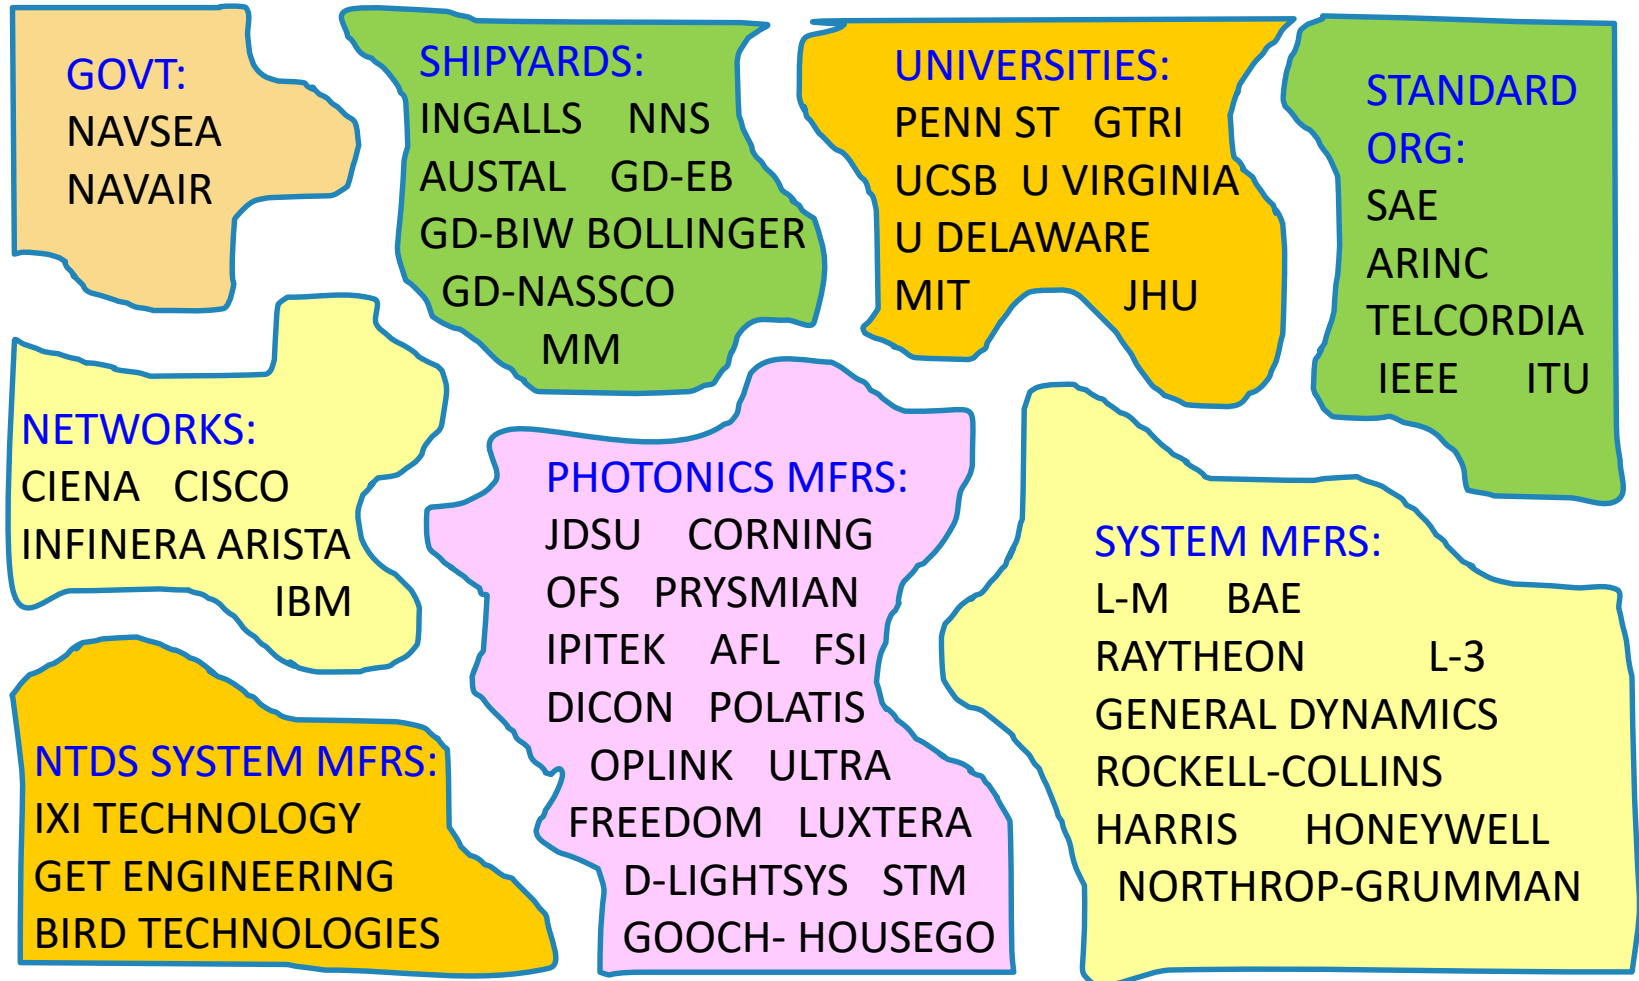 GOVT:
NAVSEA
NAVAIR
SHIPYARDS:
INGALLS NNS
AUSTAL GD-EB
GD-BIW BOLLINGER
GD-NASSCO
MM
UNIVERSITIES:
PENN ST GTRI
UCSB U VIRGINIA
U DELAWARE
MIT JHU
STANDARD
ORG:
SAE
ARINC
TELCORDIA
IEEE ITU
NETWORKS:
CIENA CISCO
INFINERA ARISTA
IBM
PHOTONICS MFRS:
JDSU CORNING
OFS PRYSMIAN
IPITEK AFL FSI
DICON POLATIS
OPLINK ULTRA
FREEDOM LUXTERA
D-LIGHTSYS STM
GOOCH- HOUSEGO
SYSTEM MFRS:
L-M BAE
RAYTHEON L-3
GENERAL DYNAMICS
ROCKELL-COLLINS
HARRIS HONEYWELL
NORTHROP-GRUMMAN
NTDS SYSTEM MFRS:
IXI TECHNOLOGY
GET ENGINEERING
BIRD TECHNOLOGIES